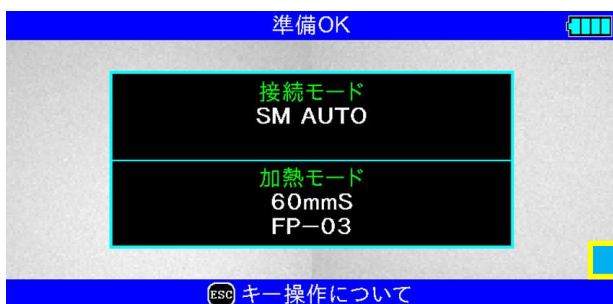 準備OK
接続モード
SM AUTO
加熱モード
60mmS
FP-03
ESC キー操作について